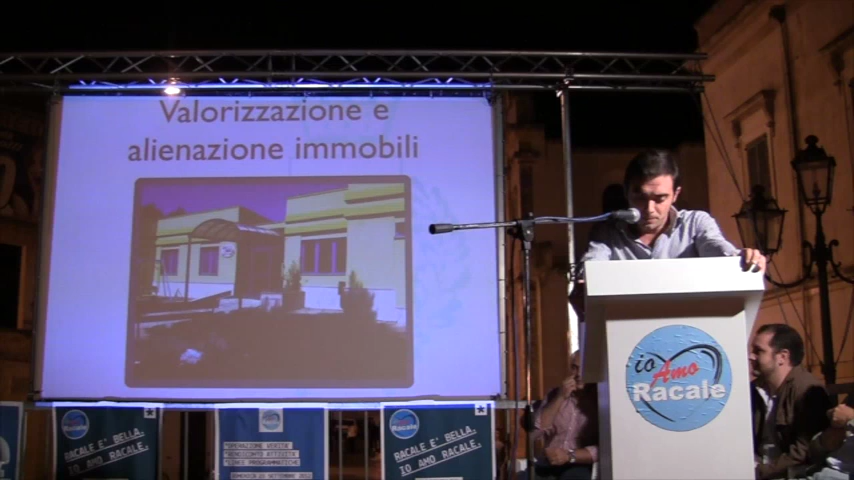 Valorizzazione e
alienazione immobili
io
Amo
Racale
RACALE E' BELLA.
IO AMO RACALE.
RACALE E' BELLA.
IO AMO RACALE.